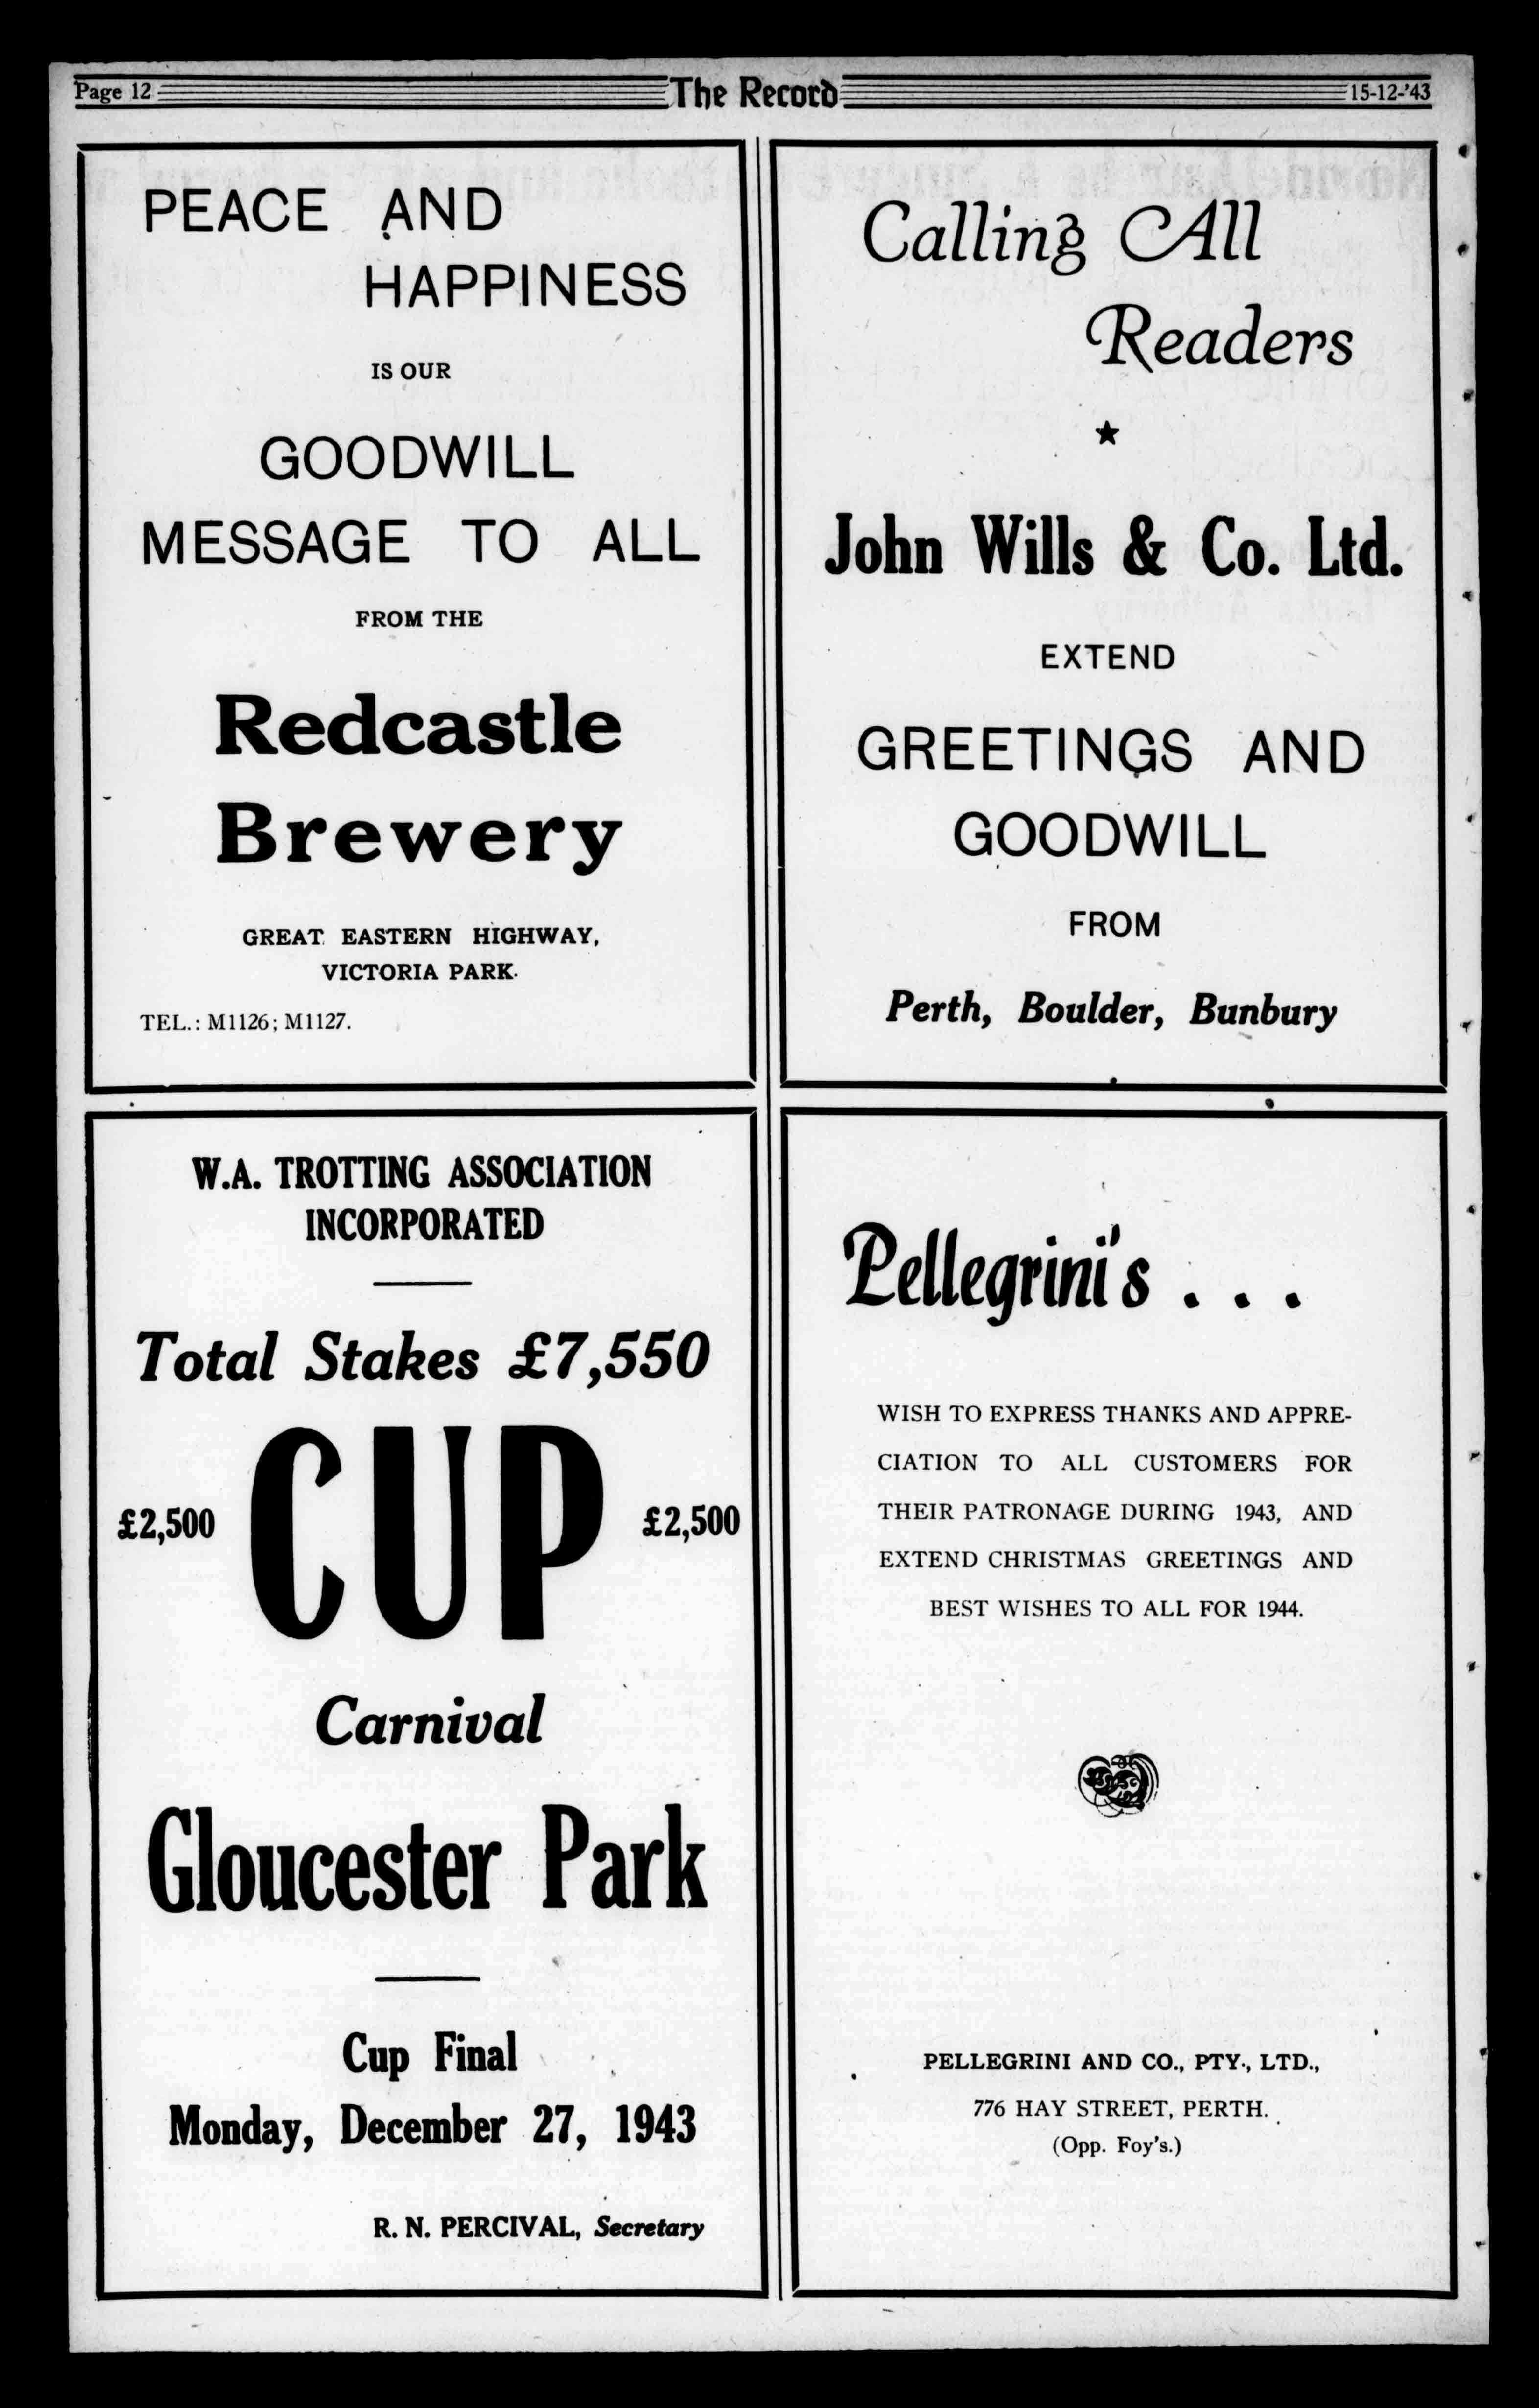 Page 12
The Record
15-12-'43
PEACE AND
HAPPINESS
IS OUR
GOODWILL
MESSAGE TO ALL
FROM THE
Redcastle
Brewery
GREAT EASTERN HIGHWAY,
VICTORIA PARK.
TEL.: M1126; M1127.
Calling All
Readers
★
John Wills & Co. Ltd.
EXTEND
GREETINGS AND
GOODWILL
FROM
Perth, Boulder, Bunbury
W.A. TROTTING ASSOCIATION
INCORPORATED
Total Stakes £7,550
£2,500 CUP £2,500
Carnival
Gloucester Park
Cup Final
Monday, December 27, 1943
R. N. PERCIVAL, Secretary
Pellegrini's . . .
WISH TO EXPRESS THANKS AND APPRE-
CIATION TO ALL CUSTOMERS FOR
THEIR PATRONAGE DURING 1943, AND
EXTEND CHRISTMAS GREETINGS AND
BEST WISHES TO ALL FOR 1944.
PELLEGRINI AND CO., PTY., LTD.,
776 HAY STREET, PERTH.
(Opp. Foy's.)